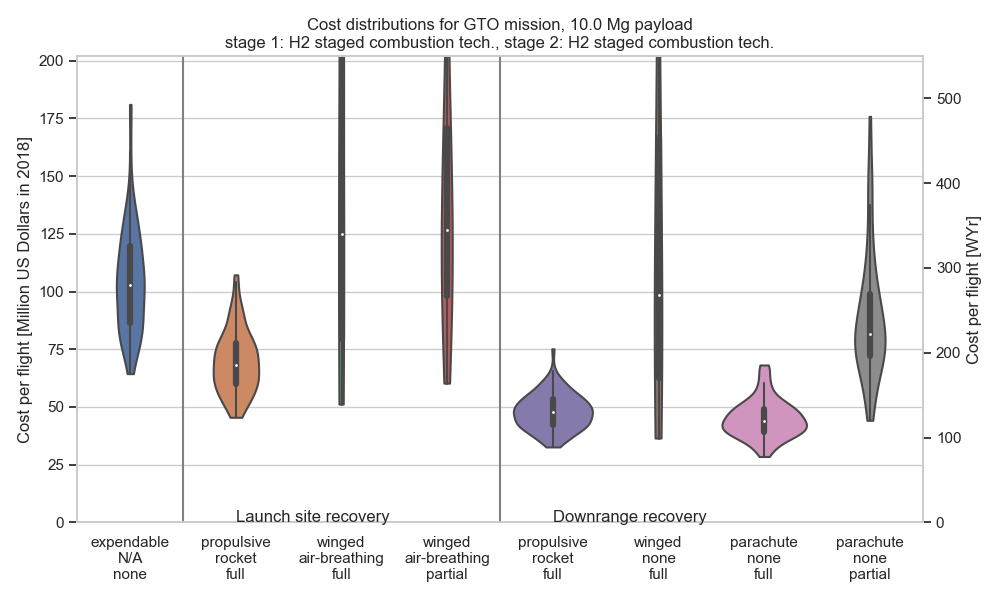 Cost distributions for GTO mission, 10.0 Mg payload
stage 1: H2 staged combustion tech., stage 2: H2 staged combustion tech.
Cost per flight [Million US Dollars in 2018]
200
175
150
125
100
75
50
25
0
500
400
300
200
100
0
Cost per flight [WYr]
Launch site recovery
Downrange recovery
expendable
N/A
none
propulsive
rocket
full
winged
air-breathing
full
winged
air-breathing
partial
propulsive
rocket
full
winged
none
full
parachute
none
full
parachute
none
partial